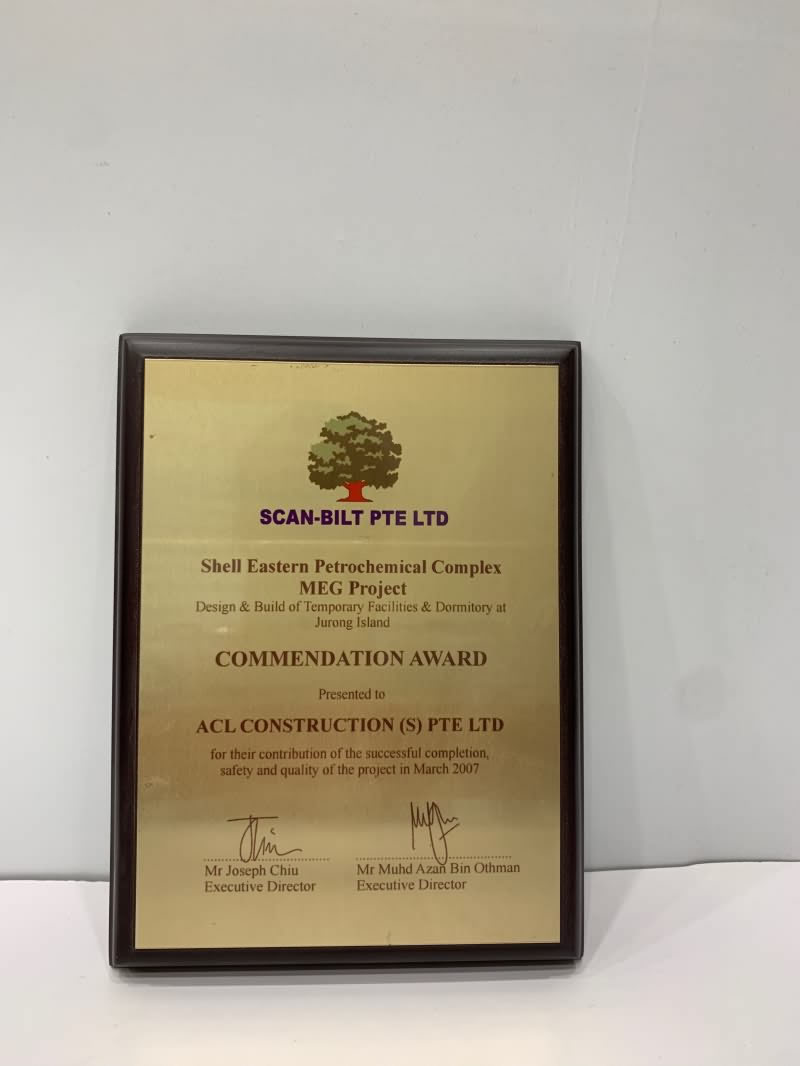 SCAN-BILT PTE LTD
Shell Eastern Petrochemical Complex
MEG Project
Design & Build of Temporary Facilities & Dormitory at
Jurong Island
COMMENDATION AWARD
Presented to
ACL CONSTRUCTION (S) PTE LTD
for their contribution of the successful completion,
safety and quality of the project in March 2007
Mr Joseph Chiu
Executive Director
Mr Muhd Azan Bin Othman
Executive Director